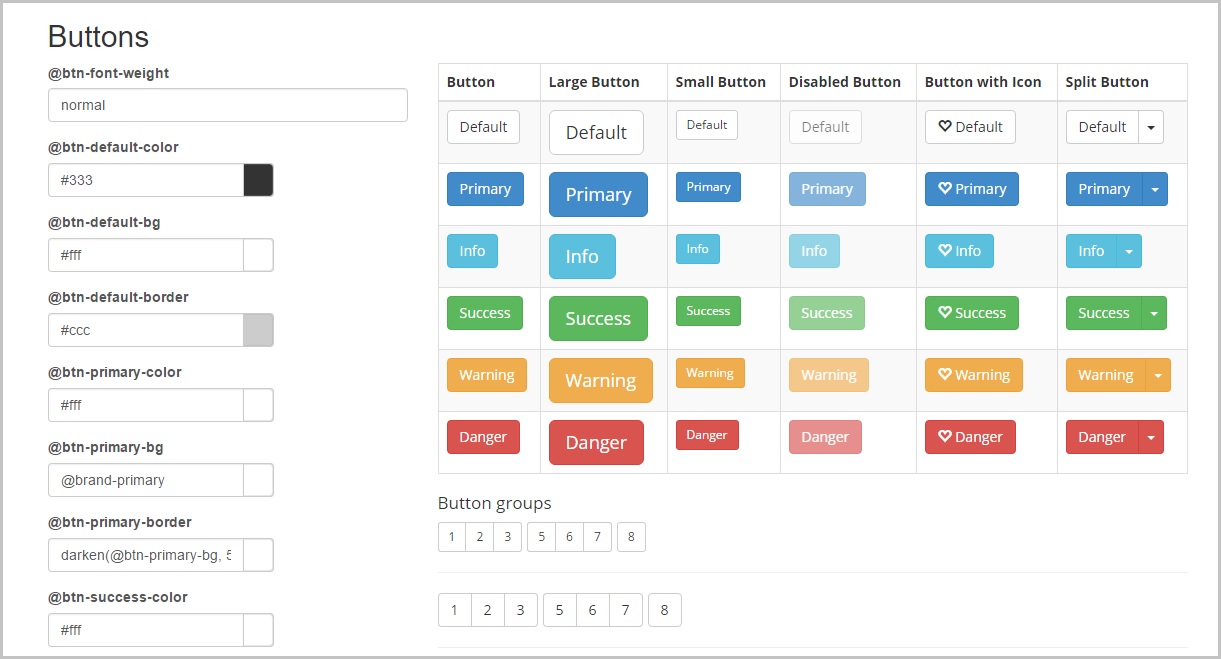 Buttons
@btn-font-weight
normal
@btn-default-color
#333
@btn-default-bg
#fff
@btn-default-border
#ccc
@btn-primary-color
#fff
@btn-primary-bg
@brand-primary
@btn-primary-border
darken(@btn-primary-bg, 5
@btn-success-color
#fff
Button Large Button Small Button Disabled Button Button with Icon Split Button
Default Default Default Default Default Default
Primary Primary Primary Primary Primary Primary
Info Info Info Info Info Info
Success Success Success Success Success Success
Warning Warning Warning Warning Warning Warning
Danger Danger Danger Danger Danger Danger
Button groups
1 2 3 5 6 7 8
1 2 3 5 6 7 8